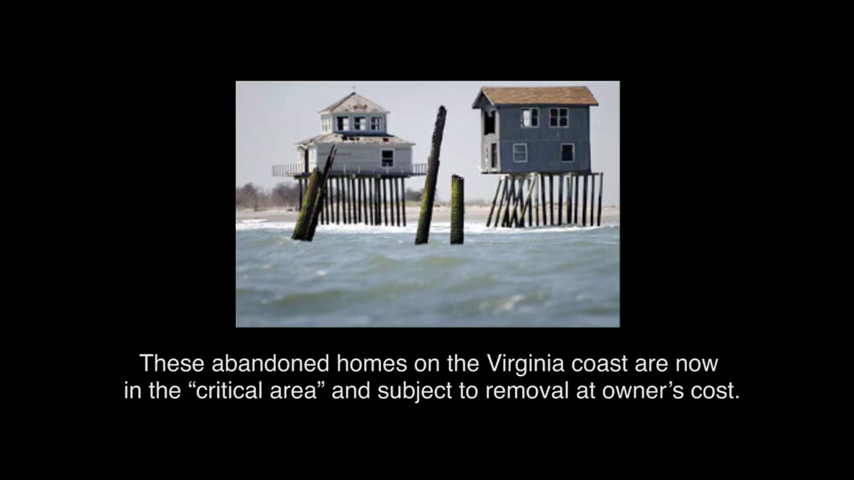 These abandoned homes on the Virginia coast are now
in the “critical area” and subject to removal at owner’s cost.